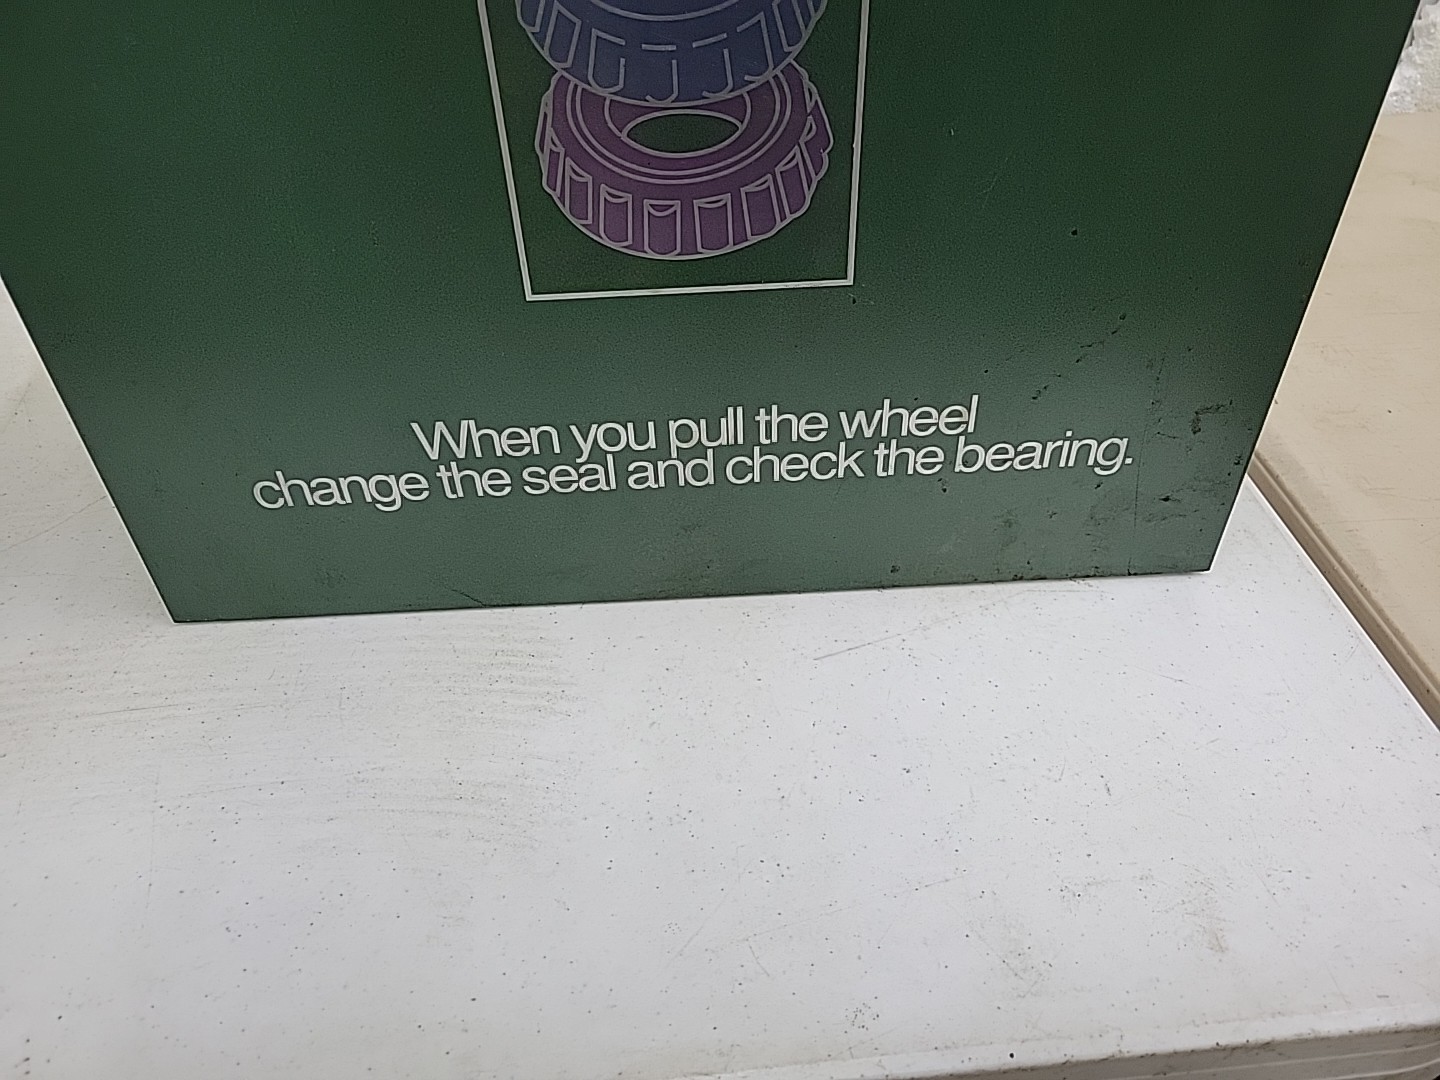 When you pull the wheel
change the seal and check the bearing.